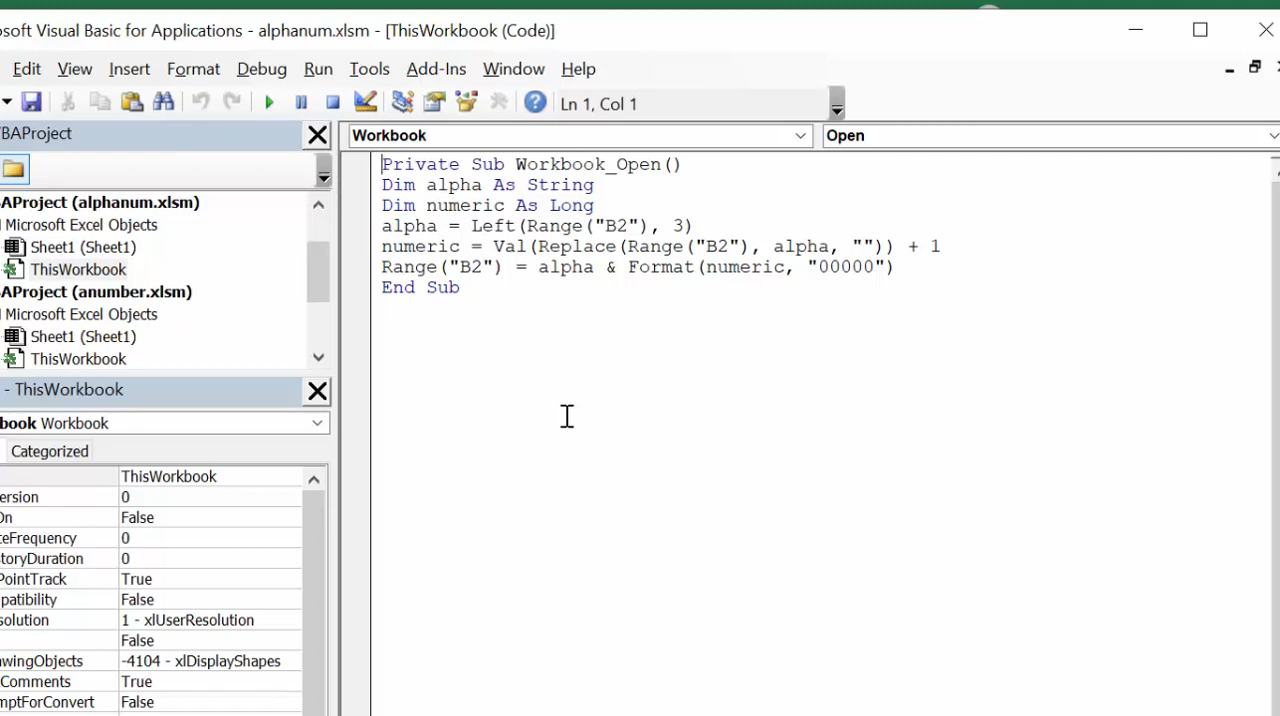 osoft Visual Basic for Applications - alphanum.xlsm - [ThisWorkbook (Code)]
Edit View Insert Format Debug Run Tools Add-Ins Window Help
Ln 1, Col 1
BAProject
Workbook Open
AProject (alphanum.xlsm)
Microsoft Excel Objects
Sheet1 (Sheet1)
ThisWorkbook
AProject (anumber.xlsm)
Microsoft Excel Objects
Sheet1 (Sheet1)
ThisWorkbook
Private Sub Workbook_Open()
Dim alpha As String
Dim numeric As Long
alpha = Left(Range("B2"), 3)
numeric = Val(Replace(Range("B2"), alpha, "")) + 1
Range("B2") = alpha & Format(numeric, "00000")
End Sub
- ThisWorkbook
book Workbook
Categorized
ThisWorkbook
ersion 0
On False
teFrequency 0
storyDuration 0
PointTrack True
patibility False
solution 1 - xlUserResolution
False
awingObjects -4104 - xlDisplayShapes
Comments True
mptForConvert False